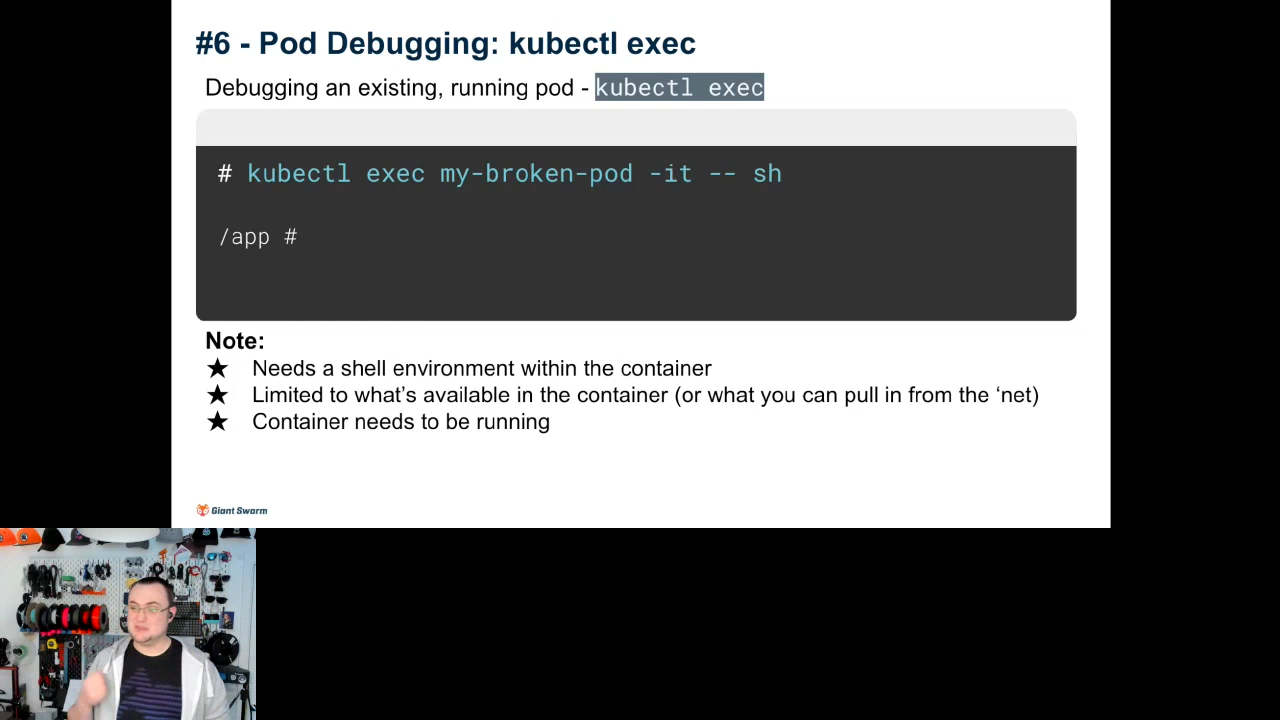 #6 - Pod Debugging: kubectl exec
Debugging an existing, running pod - kubectl exec
# kubectl exec my-broken-pod -it -- sh
/app #
Note:
★ Needs a shell environment within the container
★ Limited to what’s available in the container (or what you can pull in from the ‘net)
★ Container needs to be running
Giant Swarm